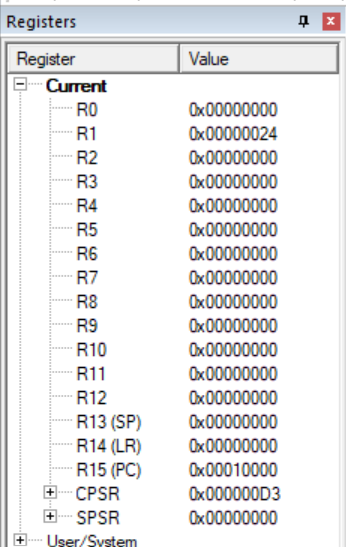 Registers
Register Value
Current
R0 0x00000000
R1 0x00000024
R2 0x00000000
R3 0x00000000
R4 0x00000000
R5 0x00000000
R6 0x00000000
R7 0x00000000
R8 0x00000000
R9 0x00000000
R10 0x00000000
R11 0x00000000
R12 0x00000000
R13 (SP) 0x00000000
R14 (LR) 0x00000000
R15 (PC) 0x00010000
CPSR 0x000000D3
SPSR 0x00000000
User/System